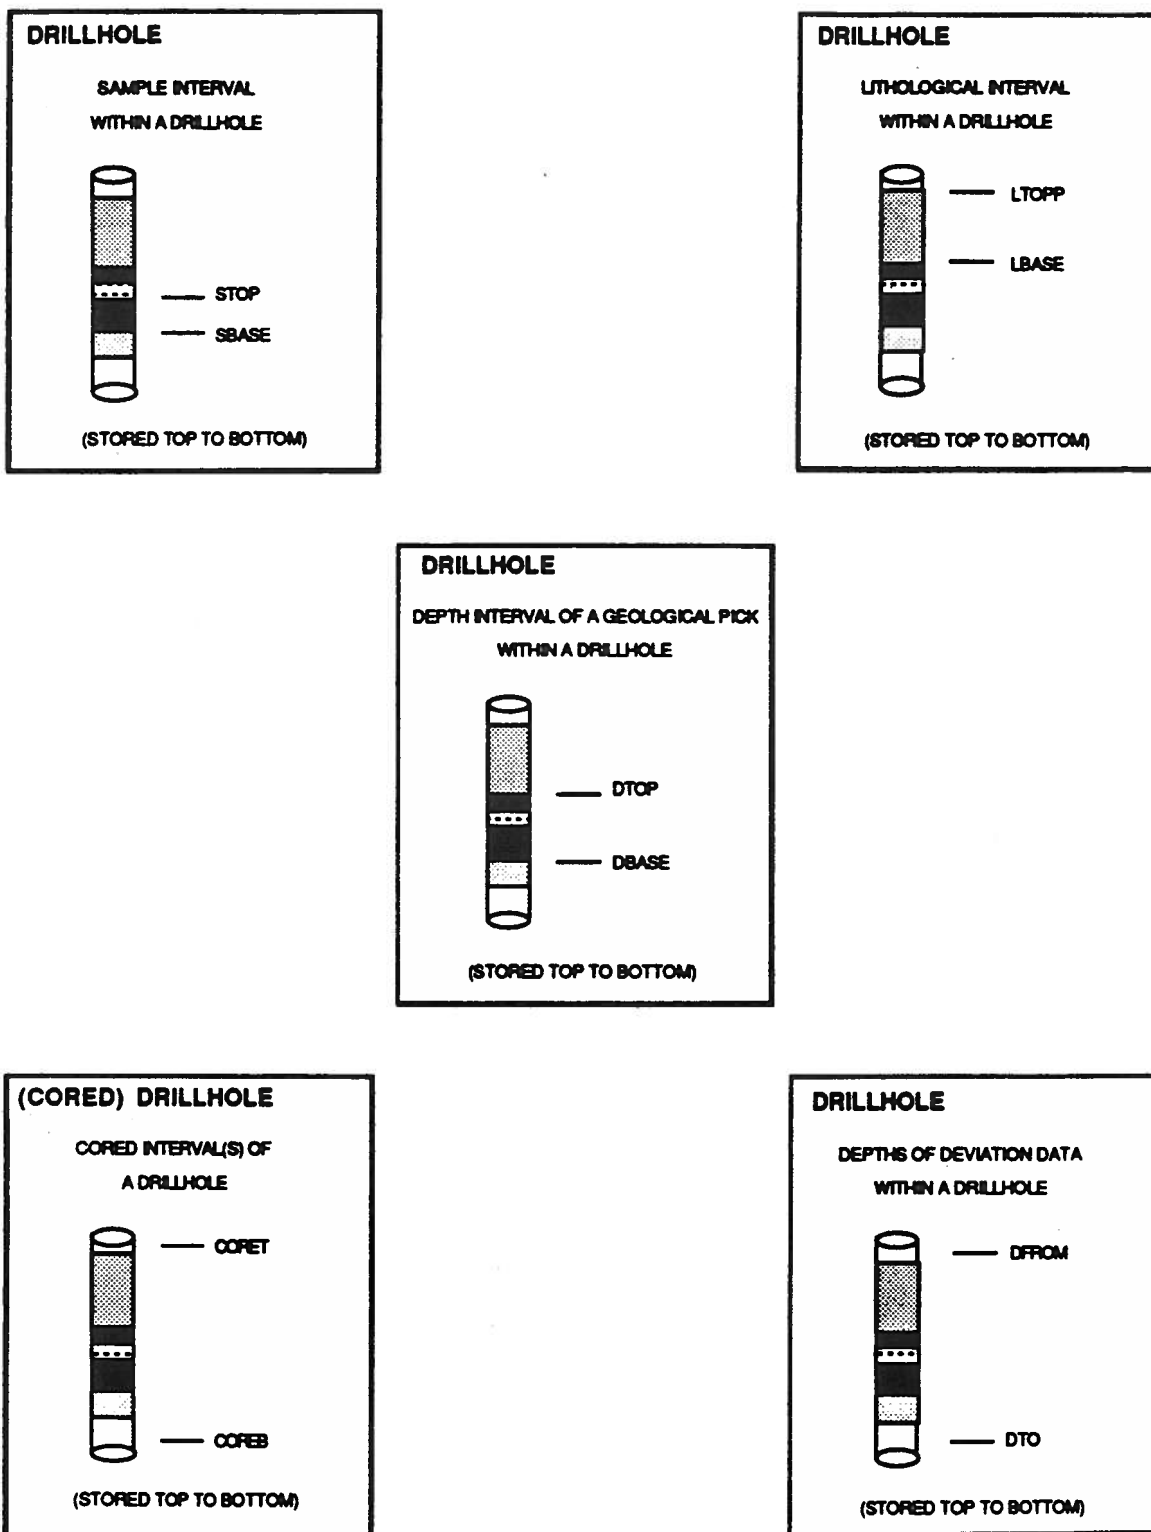 DRILLHOLE
SAMPLE INTERVAL
WITHIN A DRILLHOLE
STOP
SBASE
(STORED TOP TO BOTTOM)
DRILLHOLE
LITHOLOGICAL INTERVAL
WITHIN A DRILLHOLE
LTOPP
LBASE
(STORED TOP TO BOTTOM)
DRILLHOLE
DEPTH INTERVAL OF A GEOLOGICAL PICK
WITHIN A DRILLHOLE
DTOP
DBASE
(STORED TOP TO BOTTOM)
(CORED) DRILLHOLE
CORED INTERVAL(S) OF
A DRILLHOLE
CORET
COREB
(STORED TOP TO BOTTOM)
DRILLHOLE
DEPTHS OF DEVIATION DATA
WITHIN A DRILLHOLE
DFROM
DTO
(STORED TOP TO BOTTOM)